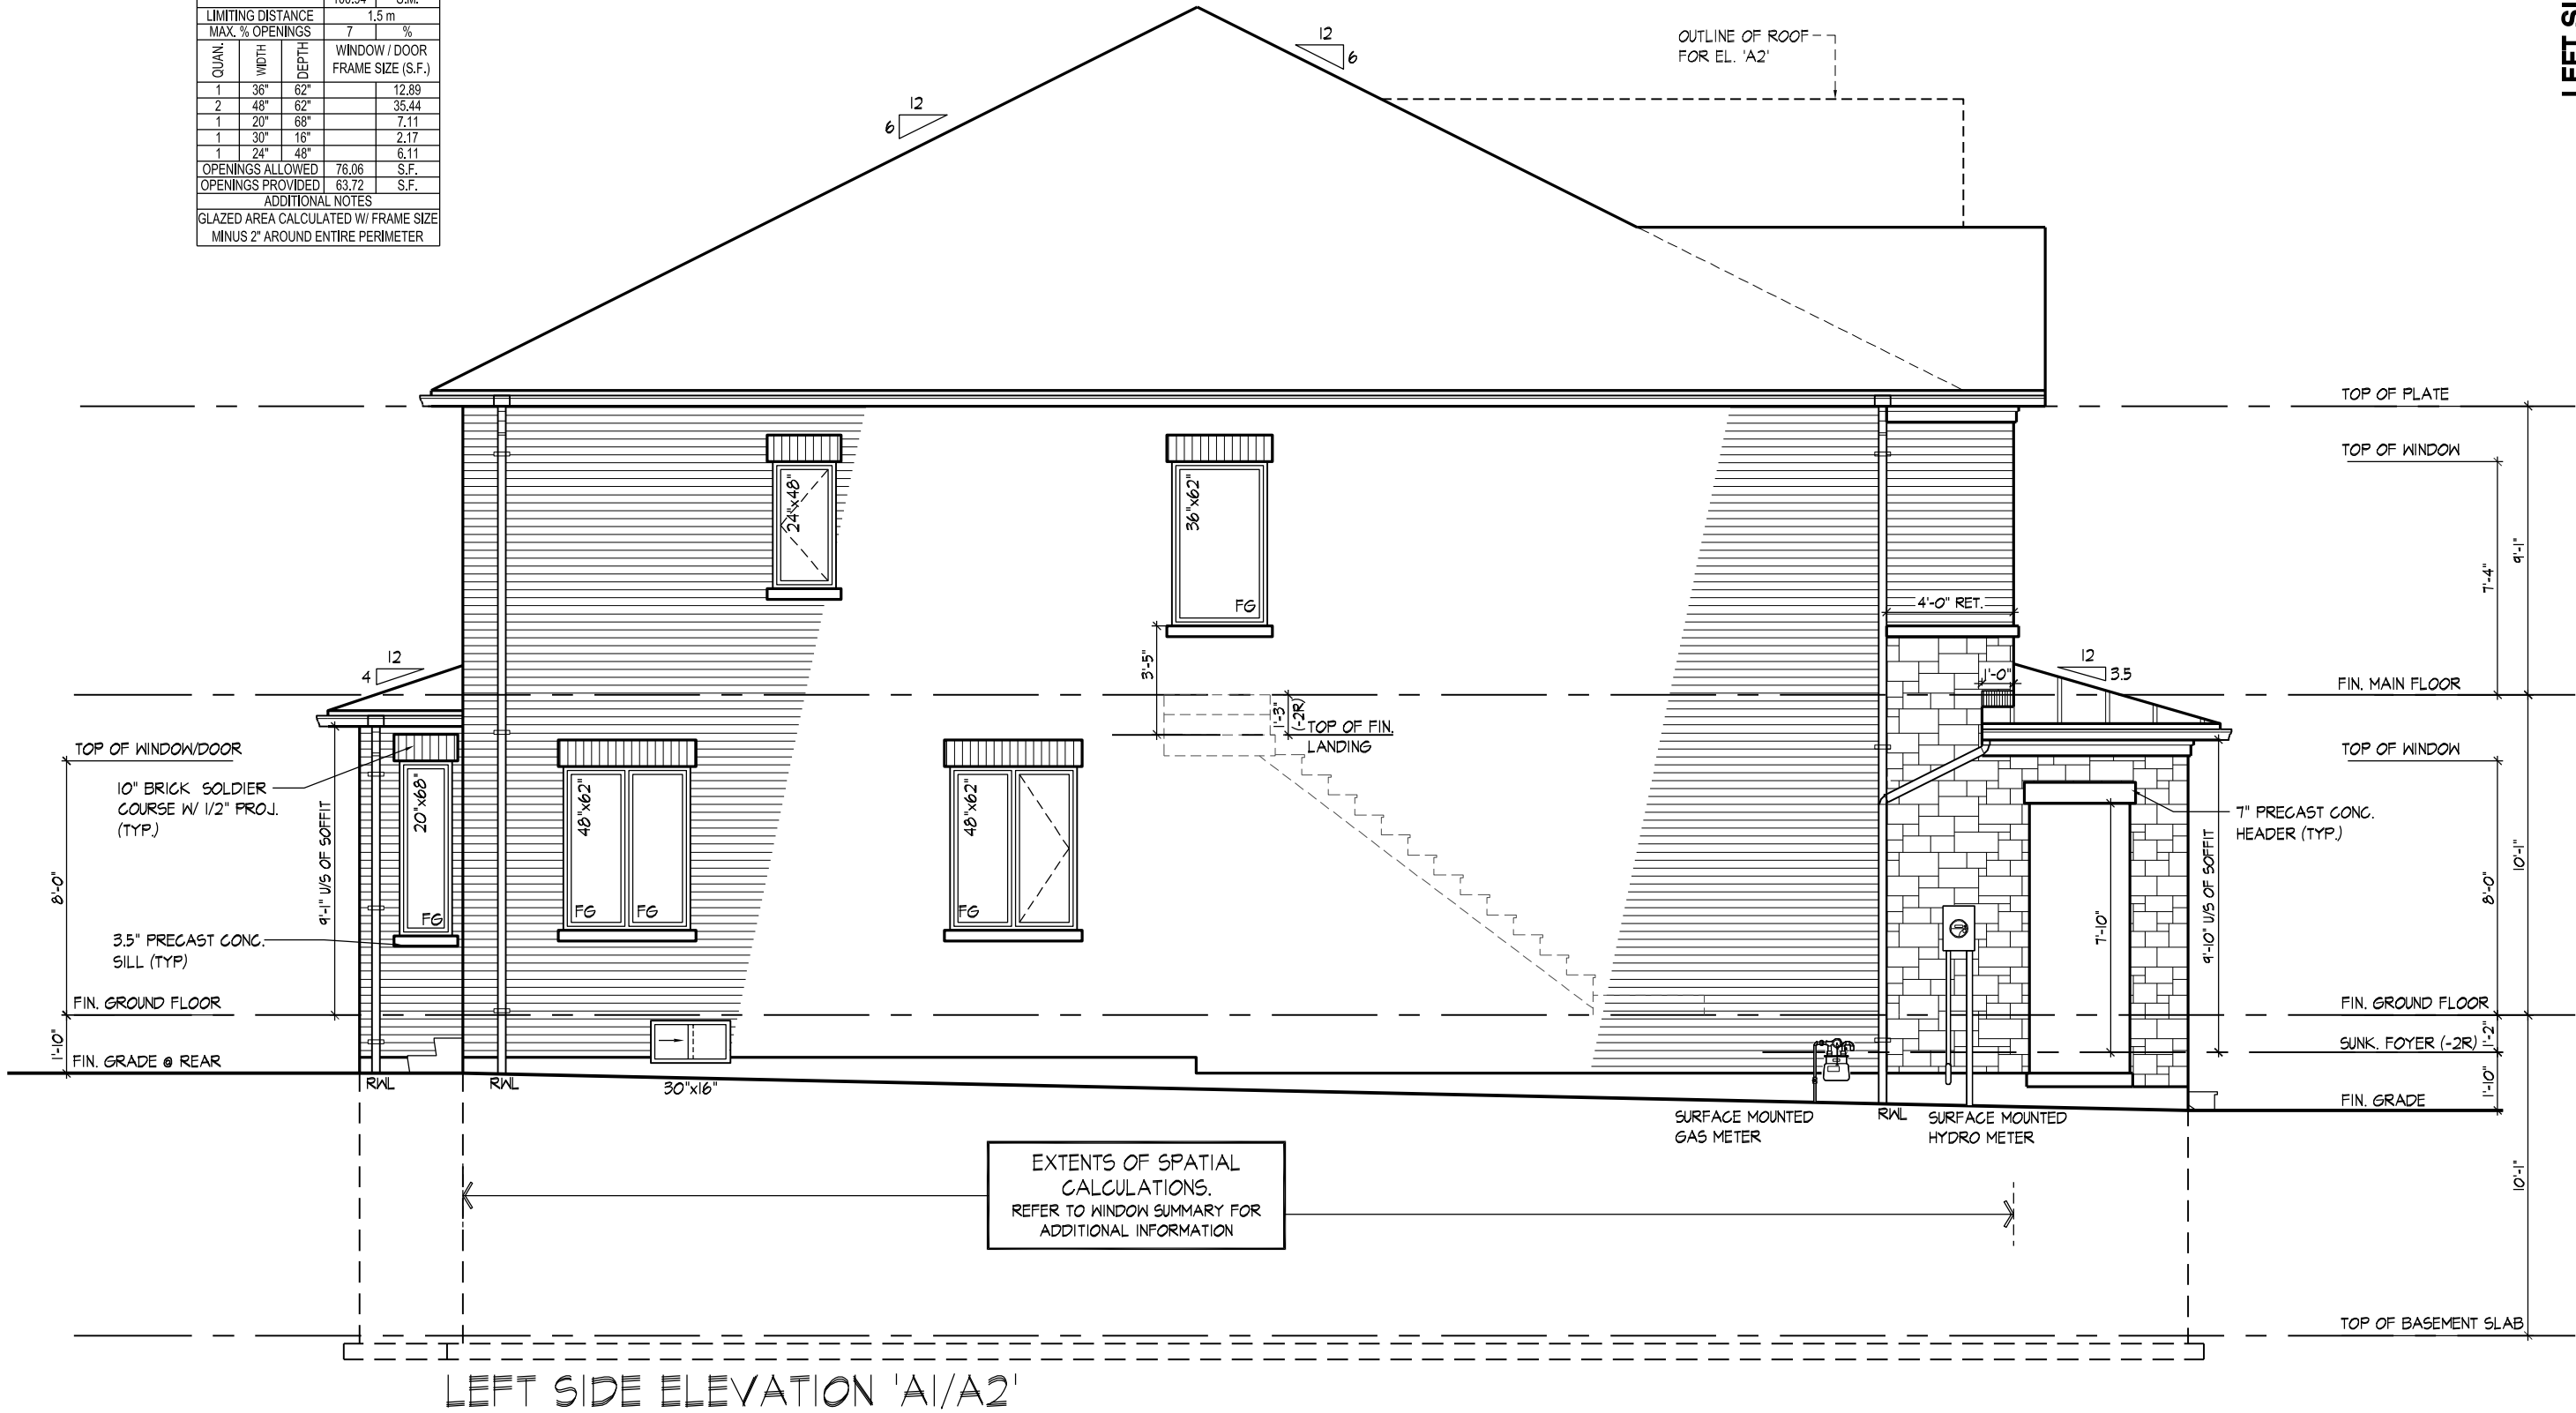 LIMITING DISTANCE 1.5 m
MAX. % OPENINGS 7 %
QUAN. WIDTH DEPTH WINDOW / DOOR
FRAME SIZE (S.F.)
1 36" 62" 12.89
2 48" 62" 35.44
1 20" 68" 7.11
1 30" 16" 2.17
1 24" 48" 6.11
OPENINGS ALLOWED 76.06 S.F.
OPENINGS PROVIDED 63.72 S.F.
ADDITIONAL NOTES
GLAZED AREA CALCULATED W/ FRAME SIZE
MINUS 2" AROUND ENTIRE PERIMETER
12
6
12
6
OUTLINE OF ROOF
FOR EL. 'A2'
TOP OF PLATE
TOP OF WINDOW
9'-1"
7'-4"
24"x48"
36"x62"
FG
4'-0" RET.
3'-5"
12
4
12
3.5
1'-0"
FIN. MAIN FLOOR
1'-3"
(-2R)
TOP OF FIN.
LANDING
TOP OF WINDOW/DOOR
TOP OF WINDOW
10" BRICK SOLDIER
COURSE W/ 1/2" PROJ.
(TYP.)
20"x68"
48"x62"
48"x62"
7" PRECAST CONC.
HEADER (TYP.)
8'-0"
9'-1" U/S OF SOFFIT
FG
FG
FG
FG
7'-10"
9'-10" U/S OF SOFFIT
8'-0"
10'-1"
3.5" PRECAST CONC.
SILL (TYP)
FIN. GROUND FLOOR
FIN. GROUND FLOOR
1'-10"
1'-2"
SUNK. FOYER (-2R)
FIN. GRADE @ REAR
1'-10"
FIN. GRADE
RWL
RWL
30"x16"
RWL
SURFACE MOUNTED
GAS METER
SURFACE MOUNTED
HYDRO METER
EXTENTS OF SPATIAL
CALCULATIONS.
REFER TO WINDOW SUMMARY FOR
ADDITIONAL INFORMATION
10'-1"
TOP OF BASEMENT SLAB
LEFT SIDE ELEVATION 'A1/A2'